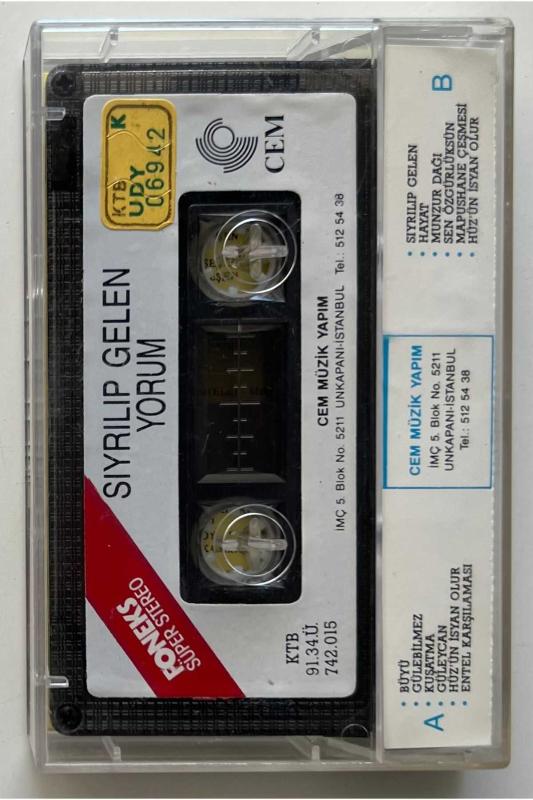 KTB K
UDY
06942
CEM
SIYRILIP GELEN
YORUM
CEM MÜZİK YAPIM
İMÇ 5. Blok No. 5211 UNKAPANI-İSTANBUL Tel.: 512 54 38
FONEKS
SÜPER STEREO
KTB
91.34.Ü.
742.015
A
• BÜYÜ
• GÜLEBİLMEZ
• KUŞATMA
• GÜLEYCAN
• HÜZ'ÜN İSYAN OLUR
• ENTEL KARŞILAMASI
CEM MÜZİK YAPIM
İMÇ 5. Blok No. 5211
UNKAPANI-İSTANBUL
Tel.: 512 54 38
B
• SIYRILIP GELEN
• HAYAT
• MUNZUR DAĞI
• SEN ÖZGÜRLÜKSÜN
• MAPUSHANE ÇEŞMESİ
• HÜZ'ÜN İSYAN OLUR